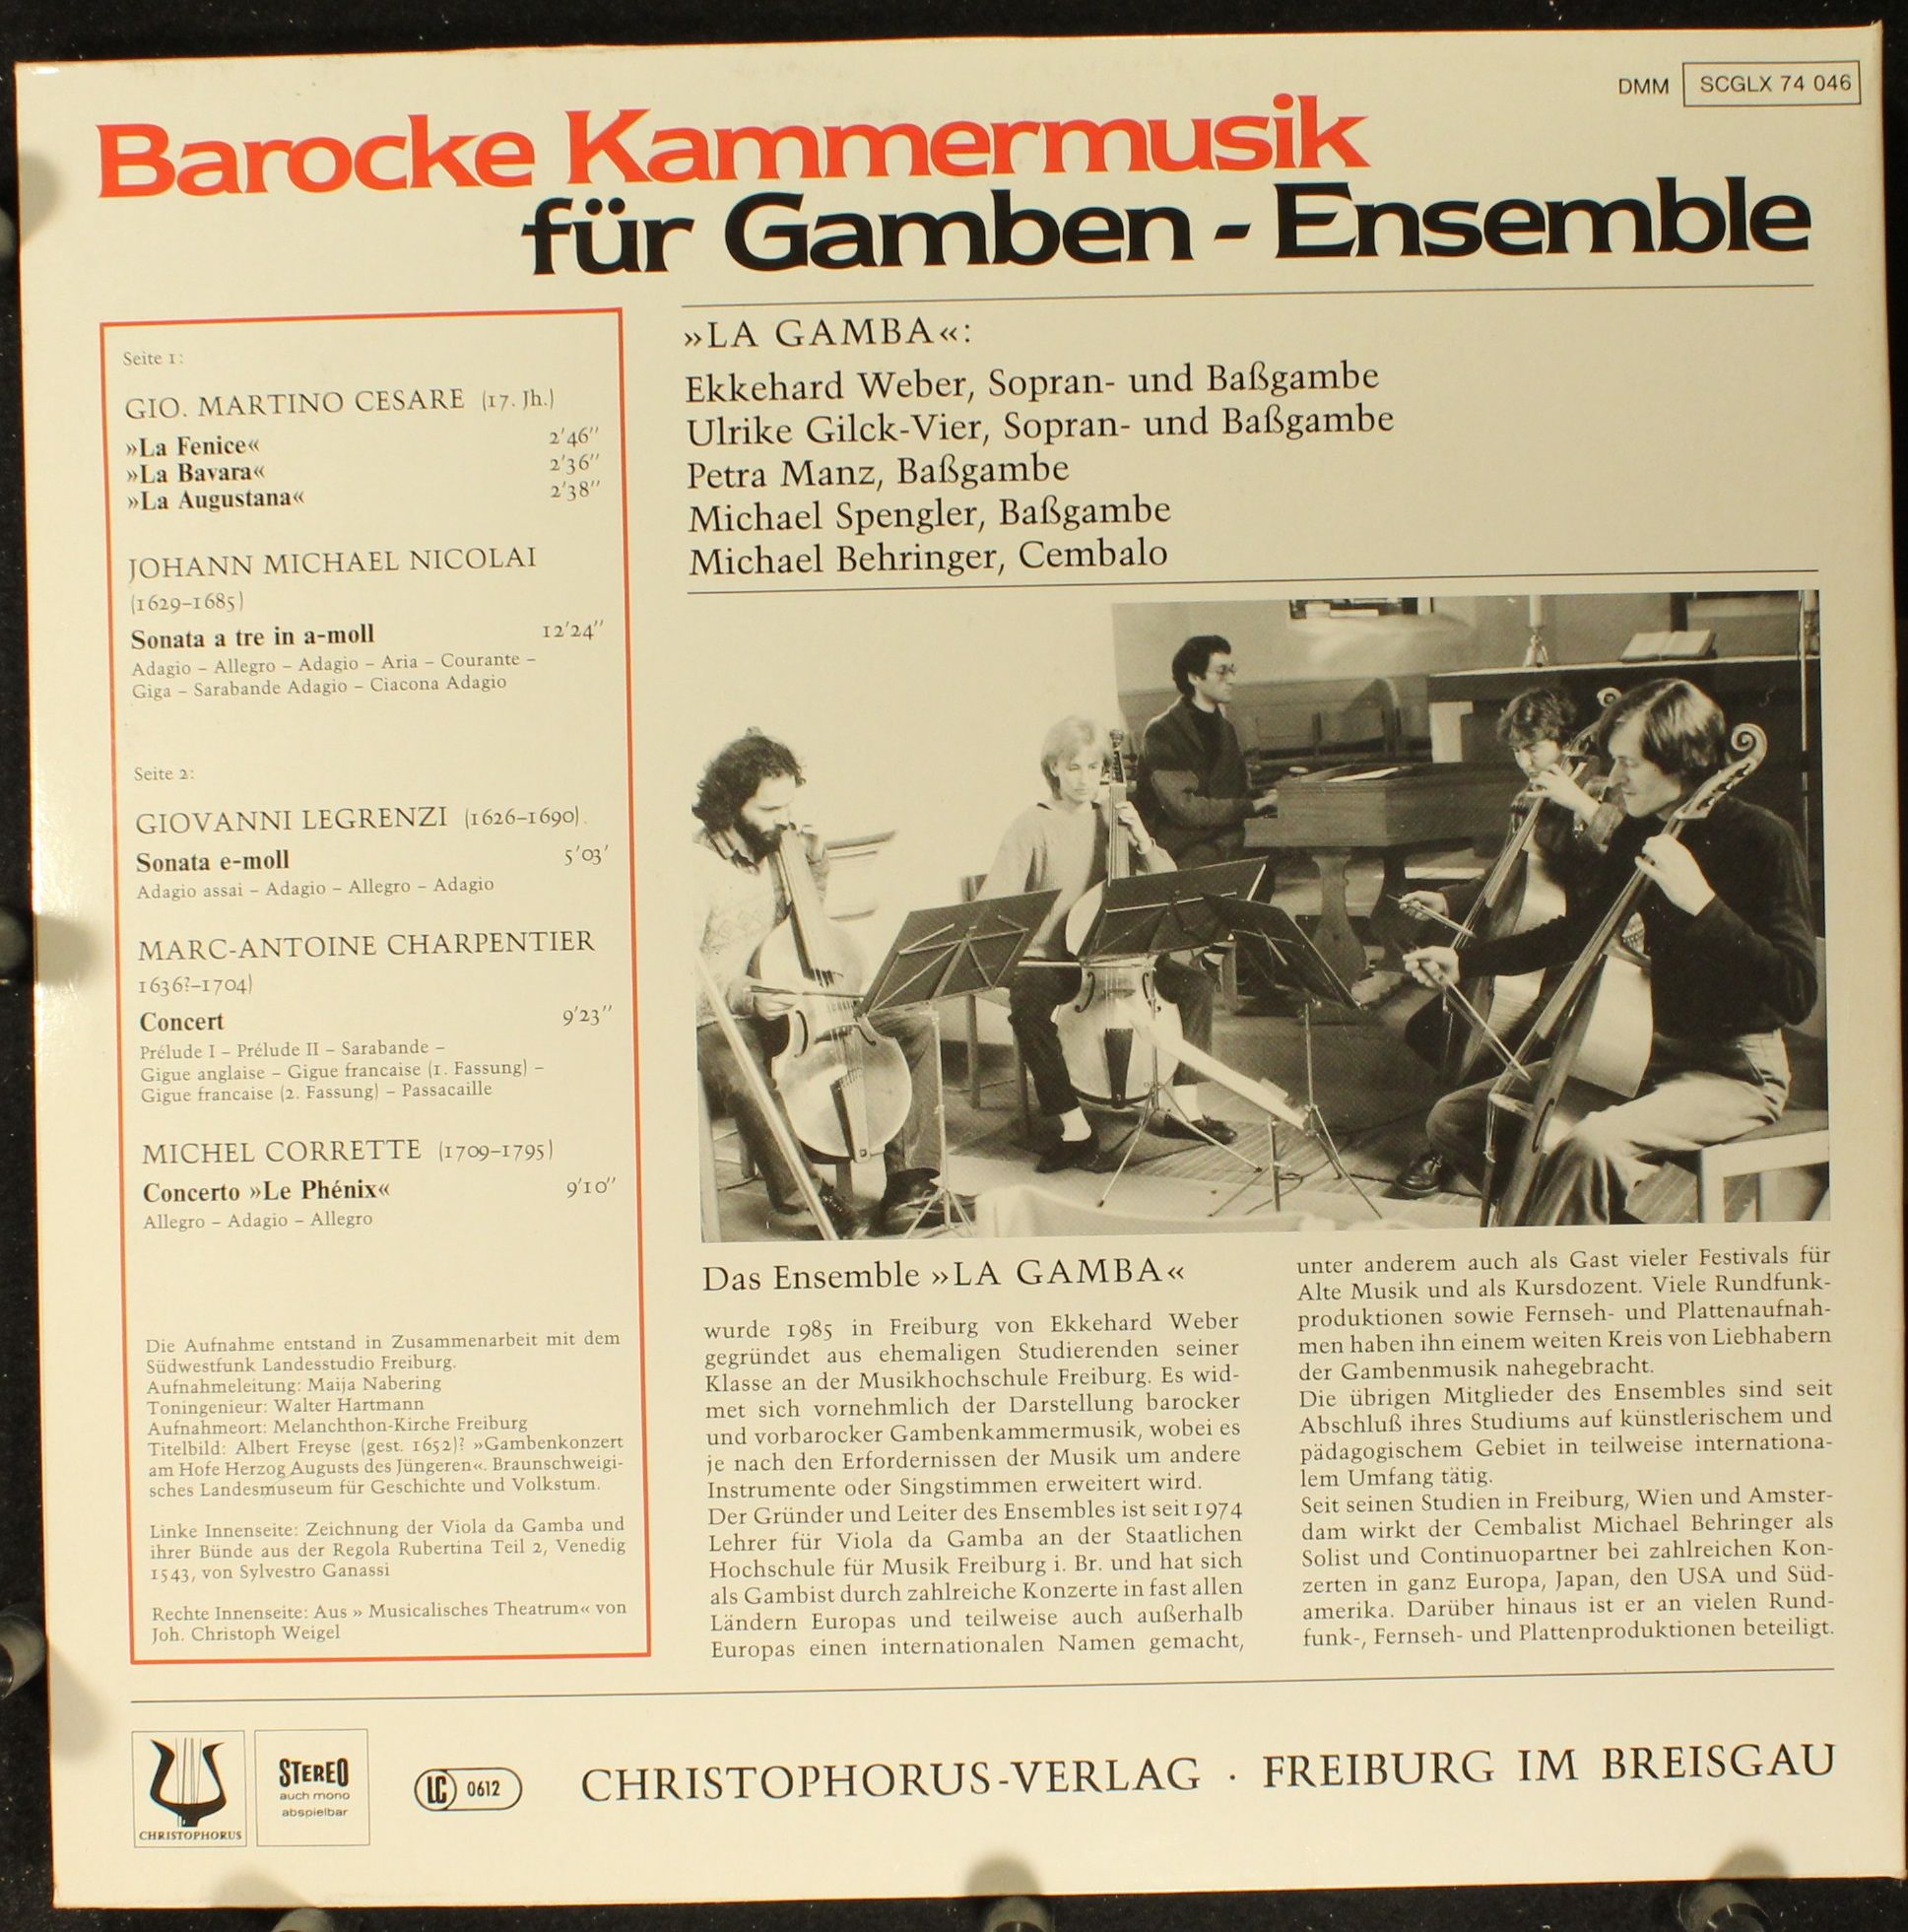 DMM SCGLX 74 046
Barocke Kammermusik
für Gamben - Ensemble
Seite 1:
GIO. MARTINO CESARE (17. Jh.)
»La Fenice« 2'46''
»La Bavara« 2'36''
»La Augustana« 2'38''
JOHANN MICHAEL NICOLAI
(1629–1685)
Sonata a tre in a-moll 12'24''
Adagio – Allegro – Adagio – Aria – Courante –
Giga – Sarabande Adagio – Ciacona Adagio
Seite 2:
GIOVANNI LEGRENZI (1626–1690)
Sonata e-moll 5'03'
Adagio assai – Adagio – Allegro – Adagio
MARC-ANTOINE CHARPENTIER
1636?–1704)
Concert 9'23''
Prélude I – Prélude II – Sarabande –
Gigue anglaise – Gigue francaise (1. Fassung) –
Gigue francaise (2. Fassung) – Passacaille
MICHEL CORRETTE (1709–1795)
Concerto »Le Phénix« 9'10''
Allegro – Adagio – Allegro
Die Aufnahme entstand in Zusammenarbeit mit dem
Südwestfunk Landesstudio Freiburg.
Aufnahmeleitung: Maija Nabering
Toningenieur: Walter Hartmann
Aufnahmeort: Melanchthon-Kirche Freiburg
Titelbild: Albert Freyse (gest. 1652)? »Gambenkonzert
am Hofe Herzog Augusts des Jüngeren«. Braunschweigi-
sches Landesmuseum für Geschichte und Volkstum.
Linke Innenseite: Zeichnung der Viola da Gamba und
ihrer Bünde aus der Regola Rubertina Teil 2, Venedig
1543, von Sylvestro Ganassi
Rechte Innenseite: Aus » Musicalisches Theatrum« von
Joh. Christoph Weigel
»LA GAMBA«:
Ekkehard Weber, Sopran- und Baßgambe
Ulrike Gilck-Vier, Sopran- und Baßgambe
Petra Manz, Baßgambe
Michael Spengler, Baßgambe
Michael Behringer, Cembalo
Das Ensemble »LA GAMBA«
wurde 1985 in Freiburg von Ekkehard Weber
gegründet aus ehemaligen Studierenden seiner
Klasse an der Musikhochschule Freiburg. Es wid-
met sich vornehmlich der Darstellung barocker
und vorbarocker Gambenkammermusik, wobei es
je nach den Erfordernissen der Musik um andere
Instrumente oder Singstimmen erweitert wird.
Der Gründer und Leiter des Ensembles ist seit 1974
Lehrer für Viola da Gamba an der Staatlichen
Hochschule für Musik Freiburg i. Br. und hat sich
als Gambist durch zahlreiche Konzerte in fast allen
Ländern Europas und teilweise auch außerhalb
Europas einen internationalen Namen gemacht,
unter anderem auch als Gast vieler Festivals für
Alte Musik und als Kursdozent. Viele Rundfunk-
produktionen sowie Fernseh- und Plattenaufnah-
men haben ihn einem weiten Kreis von Liebhabern
der Gambenmusik nahegebracht.
Die übrigen Mitglieder des Ensembles sind seit
Abschluß ihres Studiums auf künstlerischem und
pädagogischem Gebiet in teilweise internationa-
lem Umfang tätig.
Seit seinen Studien in Freiburg, Wien und Amster-
dam wirkt der Cembalist Michael Behringer als
Solist und Continuopartner bei zahlreichen Kon-
zerten in ganz Europa, Japan, den USA und Süd-
amerika. Darüber hinaus ist er an vielen Rund-
funk-, Fernseh- und Plattenproduktionen beteiligt.
CHRISTOPHORUS
STEREO
auch mono
abspielbar
LC 0612
CHRISTOPHORUS-VERLAG · FREIBURG IM BREISGAU